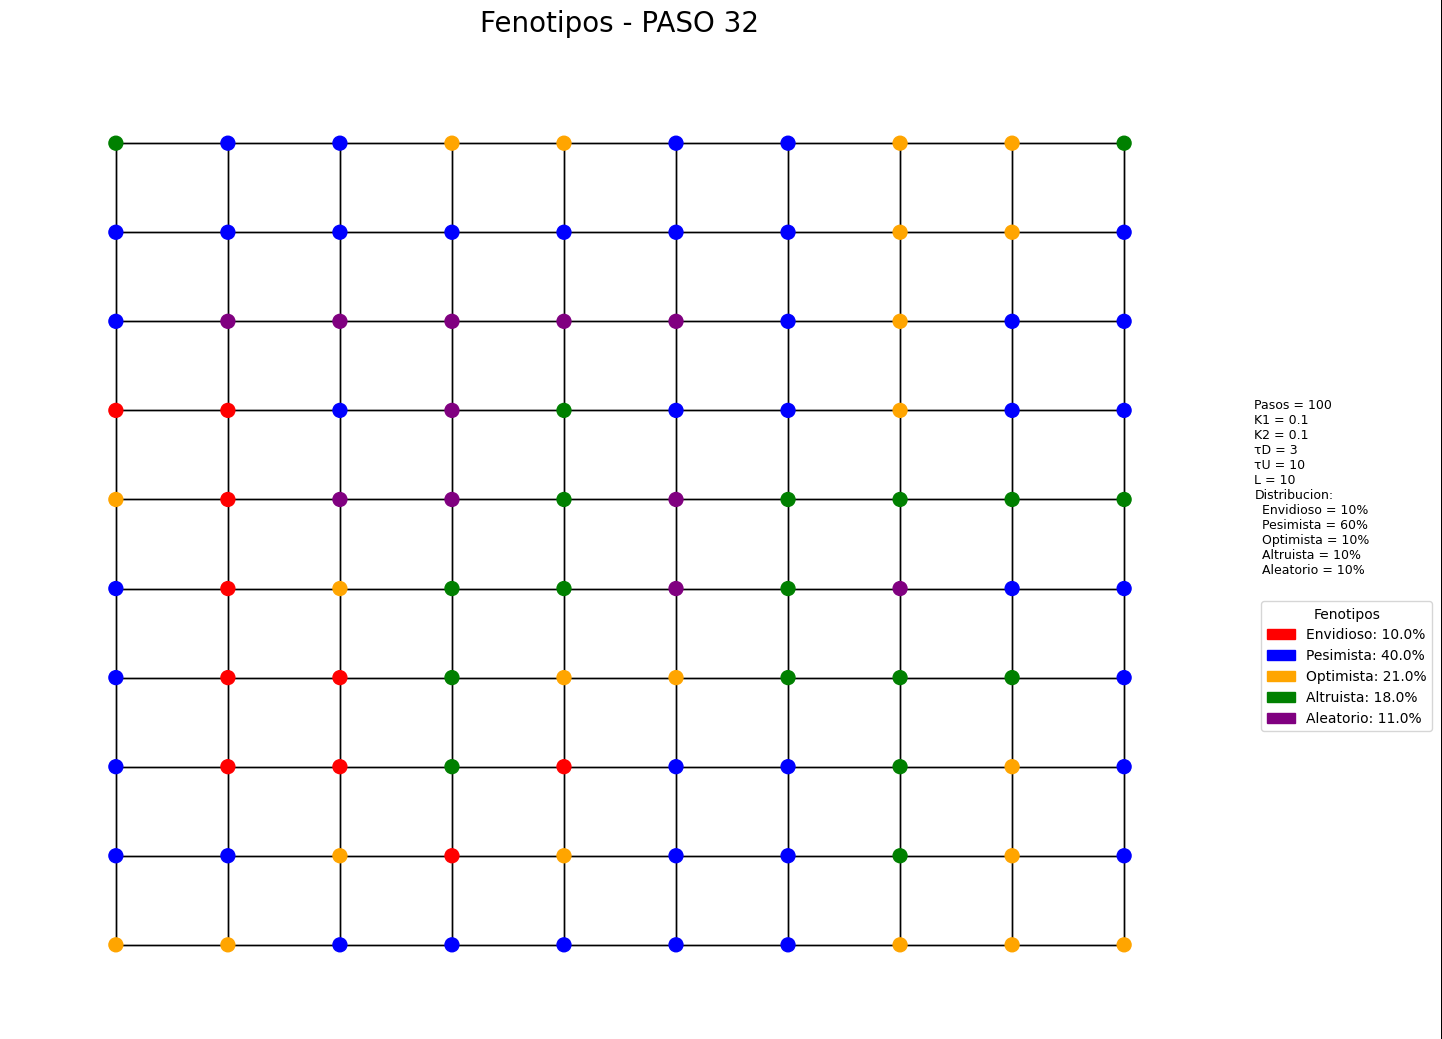 Fenotipos - PASO 32
Pasos = 100
K1 = 0.1
K2 = 0.1
τD = 3
τU = 10
L = 10
Distribucion:
Envidioso = 10%
Pesimista = 60%
Optimista = 10%
Altruista = 10%
Aleatorio = 10%
Fenotipos
Envidioso: 10.0%
Pesimista: 40.0%
Optimista: 21.0%
Altruista: 18.0%
Aleatorio: 11.0%